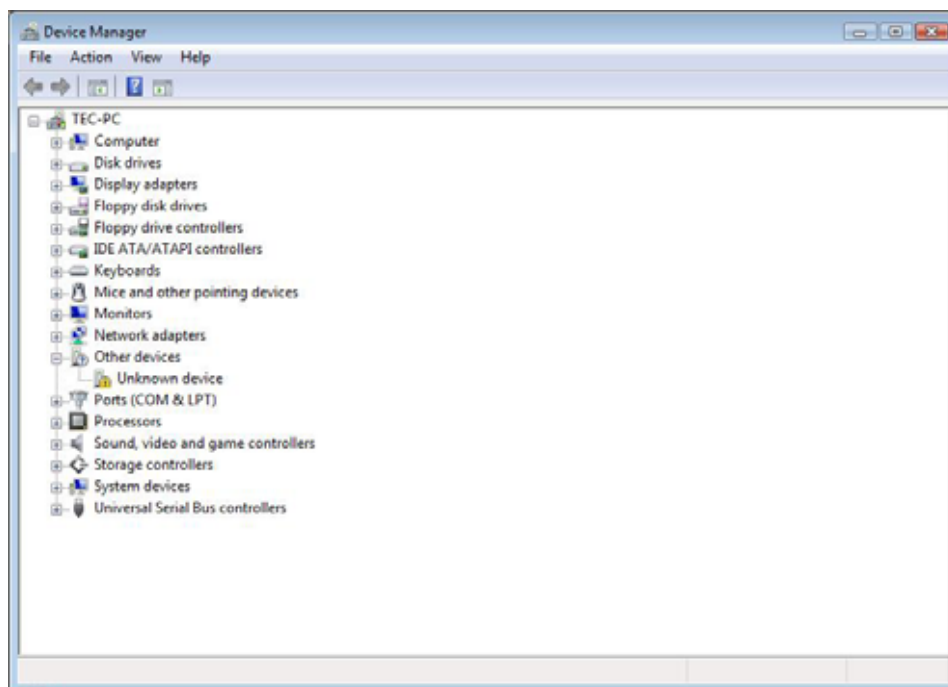 Device Manager
File Action View Help
TEC-PC
Computer
Disk drives
Display adapters
Floppy disk drives
Floppy drive controllers
IDE ATA/ATAPI controllers
Keyboards
Mice and other pointing devices
Monitors
Network adapters
Other devices
Unknown device
Ports (COM & LPT)
Processors
Sound, video and game controllers
Storage controllers
System devices
Universal Serial Bus controllers